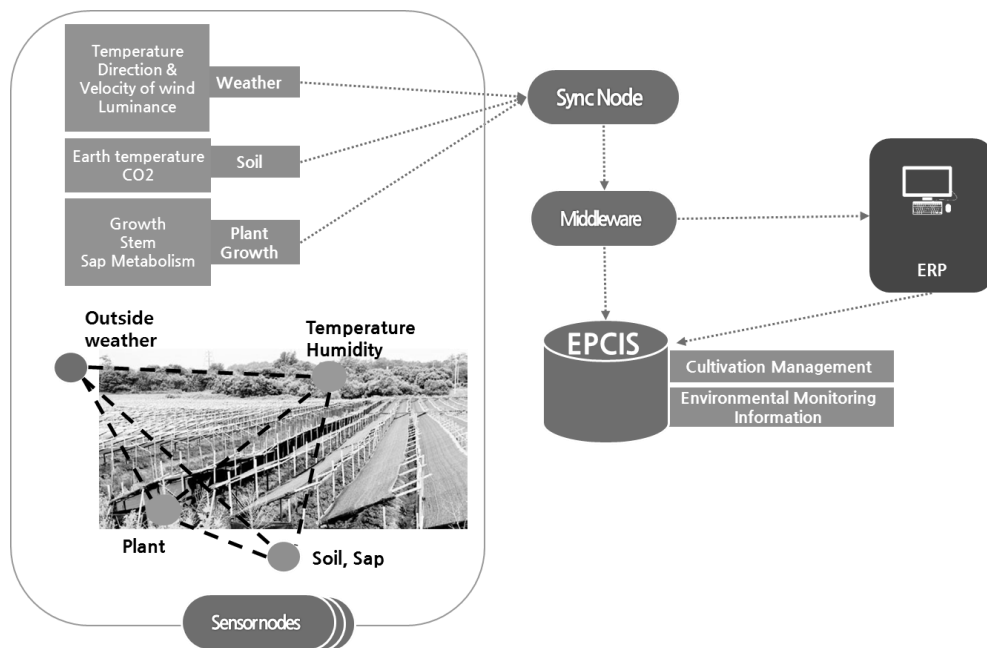 Temperature
Direction &
Velocity of wind
Luminance
Weather
Earth temperature
CO2
Soil
Growth
Stem
Sap Metabolism
Plant
Growth
Sync Node
Middleware
ERP
EPCIS
Cultivation Management
Environmental Monitoring
Information
Outside
weather
Temperature
Humidity
Plant
Soil, Sap
Sensornodes